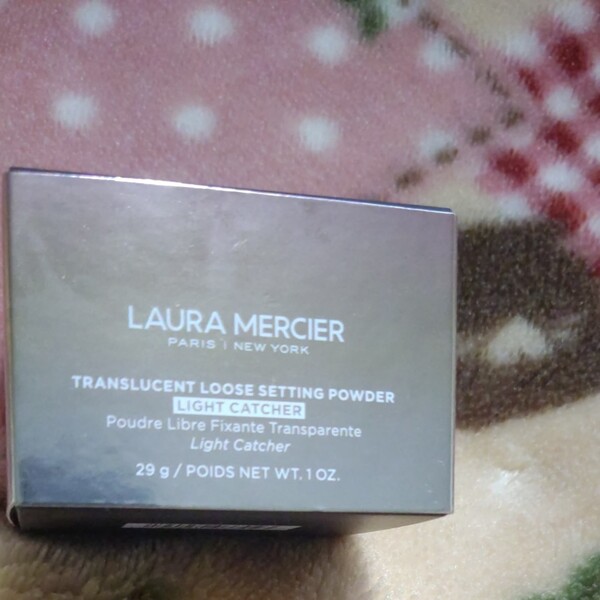 LAURA MERCIER
PARIS | NEW YORK
TRANSLUCENT LOOSE SETTING POWDER
LIGHT CATCHER
Poudre Libre Fixante Transparente
Light Catcher
29 g / POIDS NET WT. 1 OZ.